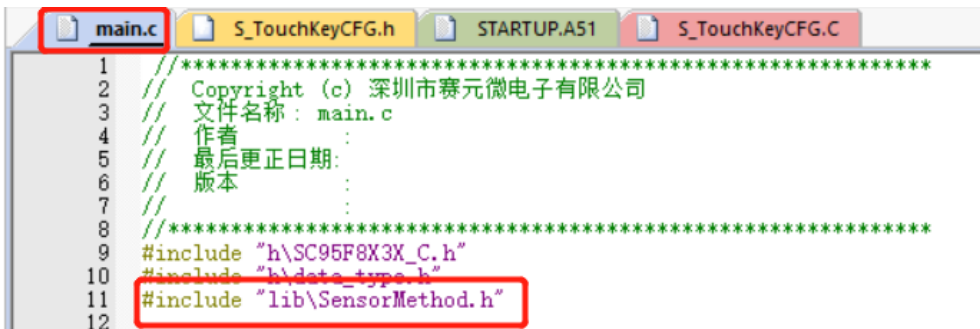 main.c S_TouchKeyCFG.h STARTUP.A51 S_TouchKeyCFG.C
1 //************************************************************
2 // Copyright (c) 深圳市赛元微电子有限公司
3 // 文件名称: main.c
4 // 作者 :
5 // 最后更正日期:
6 // 版本 :
7 // :
8 //************************************************************
9 #include "h\SC95F8X3X_C.h"
10 #include "h\data_type.h"
11 #include "lib\SensorMethod.h"
12